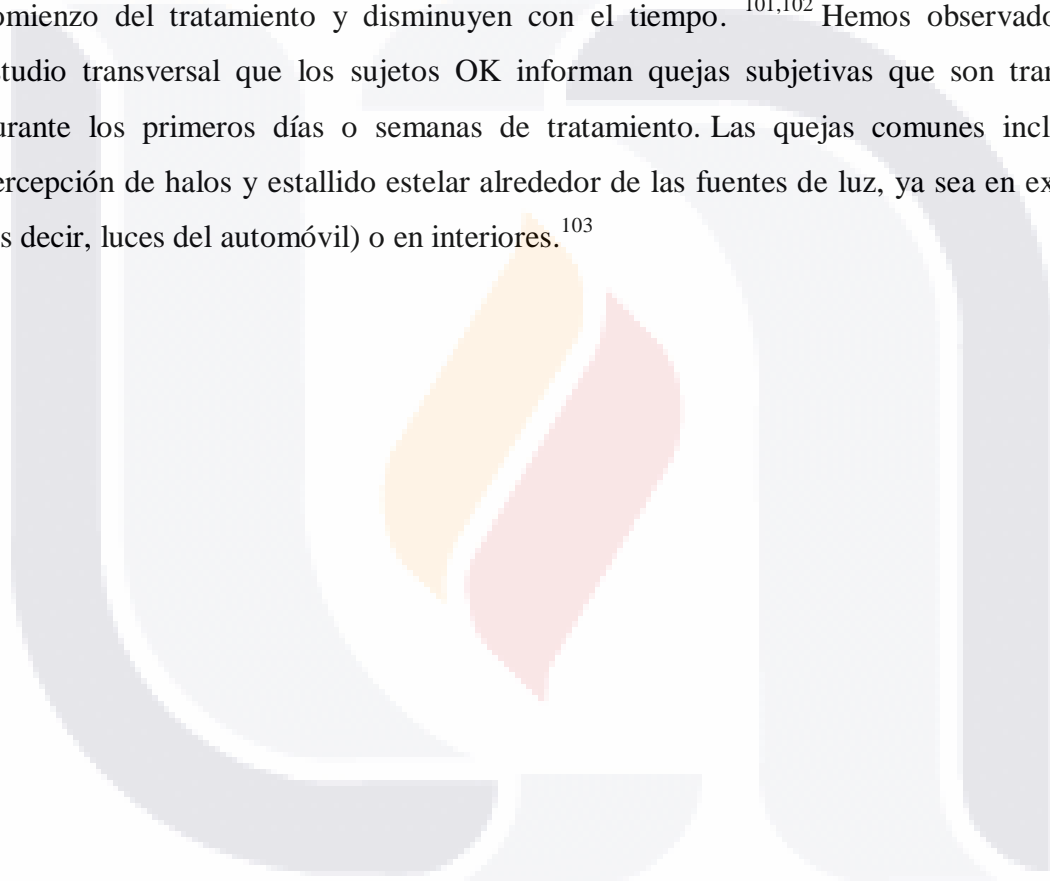 omienzo del tratamiento y disminuyen con el tiempo. 101,102 Hemos observado
studio transversal que los sujetos OK informan quejas subjetivas que son tran
urante los primeros días o semanas de tratamiento. Las quejas comunes incl
ercepción de halos y estallido estelar alrededor de las fuentes de luz, ya sea en ex
s decir, luces del automóvil) o en interiores.103